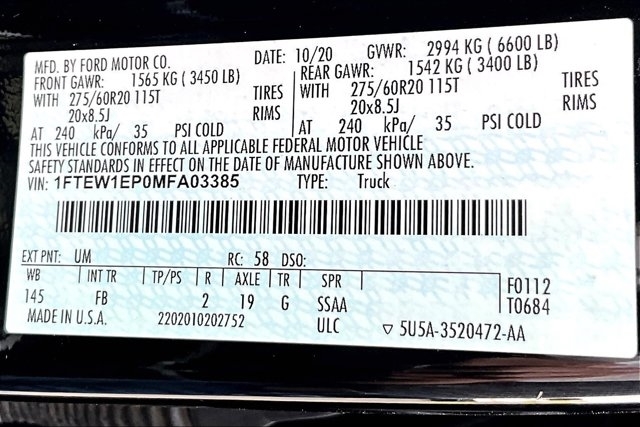 MFD. BY FORD MOTOR CO. DATE: 10/20 GVWR: 2994 KG ( 6600 LB)
FRONT GAWR: 1565 KG ( 3450 LB) REAR GAWR: 1542 KG ( 3400 LB)
WITH 275/60R20 115T TIRES WITH 275/60R20 115T TIRES
20x8.5J RIMS 20x8.5J RIMS
AT 240 kPa/ 35 PSI COLD AT 240 kPa/ 35 PSI COLD
THIS VEHICLE CONFORMS TO ALL APPLICABLE FEDERAL MOTOR VEHICLE
SAFETY STANDARDS IN EFFECT ON THE DATE OF MANUFACTURE SHOWN ABOVE.
VIN: 1FTEW1EP0MFA03385 TYPE: Truck
EXT PNT: UM RC: 58 DSO:
WB INT TR TP/PS R AXLE TR SPR F0112
145 FB 2 19 G SSAA T0684
MADE IN U.S.A. 2202010202752 ULC ▽ 5U5A-3520472-AA